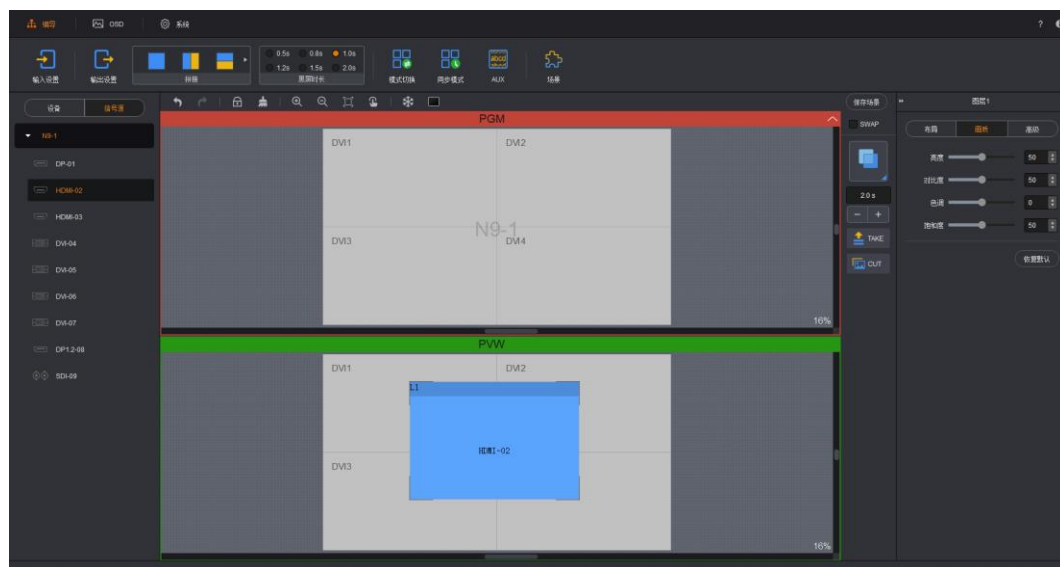 编导 OSD 系统 ?
0.5s 0.8s 1.0s
1.2s 1.5s 2.0s
输入设置 输出设置 拼接 黑屏时长 模式切换 同步模式 AUX 场景
设备 信号源
保存场景
图层1
PGM
SWAP
布局 画质 高级
N9-1
DP-01
HDMI-02
HDMI-03
DVI-04
DVI-05
DVI-06
DVI-07
DP1.2-08
SDI-09
DVI1 DVI2
N9-1
DVI3 DVI4
16%
2.0 s
- +
TAKE
CUT
亮度 50
对比度 50
色调 0
饱和度 50
恢复默认
PVW
DVI1 DVI2
L1
HDMI-02
DVI3
16%